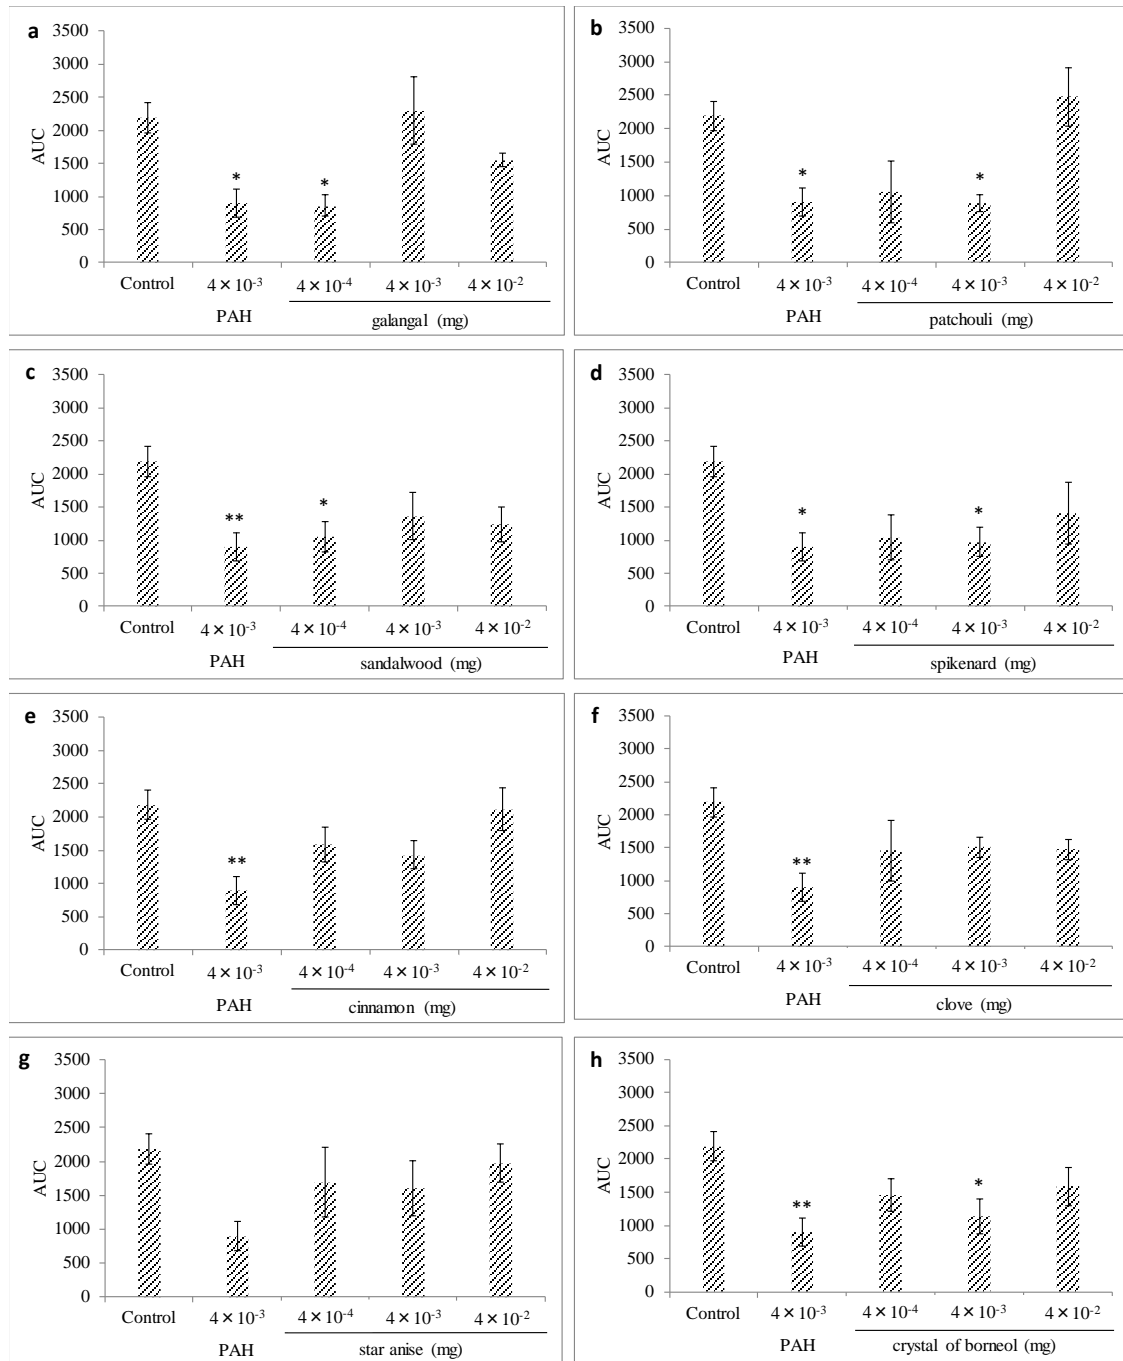 a
3500
3000
2500
2000
1500
1000
500
0
AUC
* *
Control 4×10⁻³ 4×10⁻⁴ 4×10⁻³ 4×10⁻²
PAH galangal (mg)
b
3500
3000
2500
2000
1500
1000
500
0
AUC
* *
Control 4×10⁻³ 4×10⁻⁴ 4×10⁻³ 4×10⁻²
PAH patchouli (mg)
c
3500
3000
2500
2000
1500
1000
500
0
AUC
** *
Control 4×10⁻³ 4×10⁻⁴ 4×10⁻³ 4×10⁻²
PAH sandalwood (mg)
d
3500
3000
2500
2000
1500
1000
500
0
AUC
* *
Control 4×10⁻³ 4×10⁻⁴ 4×10⁻³ 4×10⁻²
PAH spikenard (mg)
e
3500
3000
2500
2000
1500
1000
500
0
AUC
**
Control 4×10⁻³ 4×10⁻⁴ 4×10⁻³ 4×10⁻²
PAH cinnamon (mg)
f
3500
3000
2500
2000
1500
1000
500
0
AUC
**
Control 4×10⁻³ 4×10⁻⁴ 4×10⁻³ 4×10⁻²
PAH clove (mg)
g
3500
3000
2500
2000
1500
1000
500
0
AUC
Control 4×10⁻³ 4×10⁻⁴ 4×10⁻³ 4×10⁻²
PAH star anise (mg)
h
3500
3000
2500
2000
1500
1000
500
0
AUC
** *
Control 4×10⁻³ 4×10⁻⁴ 4×10⁻³ 4×10⁻²
PAH crystal of borneol (mg)